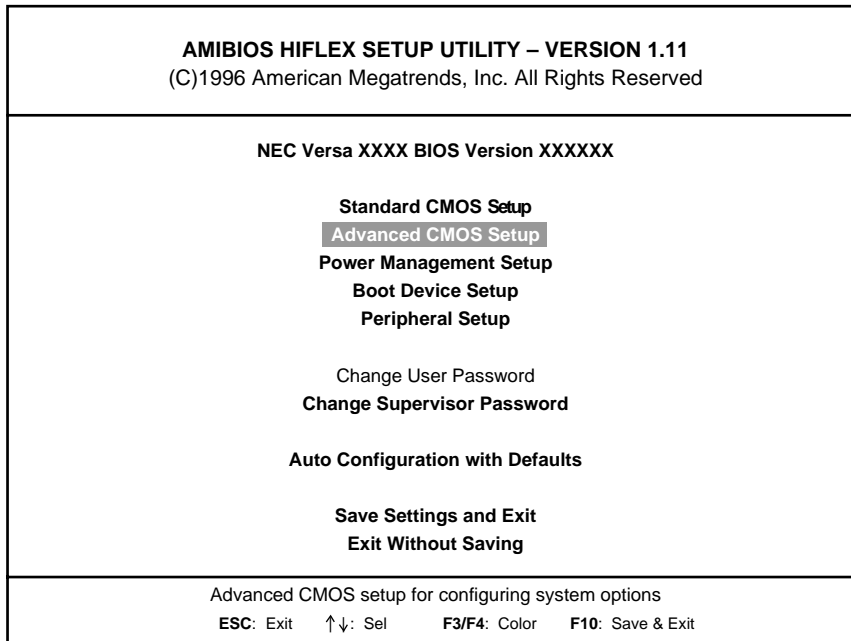 AMIBIOS HIFLEX SETUP UTILITY – VERSION 1.11
(C)1996 American Megatrends, Inc. All Rights Reserved
NEC Versa XXXX BIOS Version XXXXXX
Standard CMOS Setup
Advanced CMOS Setup
Power Management Setup
Boot Device Setup
Peripheral Setup
Change User Password
Change Supervisor Password
Auto Configuration with Defaults
Save Settings and Exit
Exit Without Saving
Advanced CMOS setup for configuring system options
ESC: Exit ↑↓: Sel F3/F4: Color F10: Save & Exit